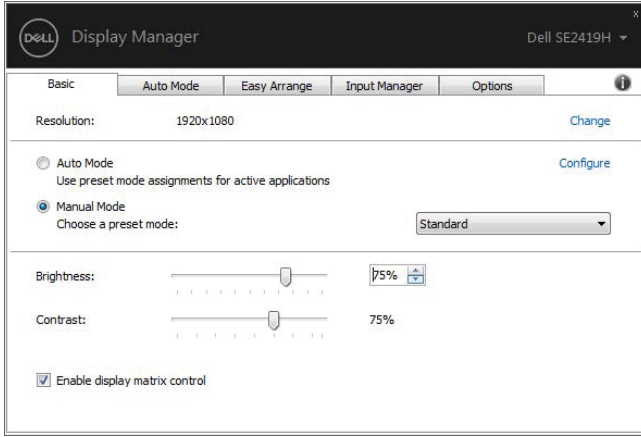 x
DELL Display Manager Dell SE2419H
Basic Auto Mode Easy Arrange Input Manager Options i
Resolution: 1920x1080 Change
Auto Mode Configure
Use preset mode assignments for active applications
Manual Mode
Choose a preset mode: Standard
Brightness: 75%
Contrast: 75%
Enable display matrix control